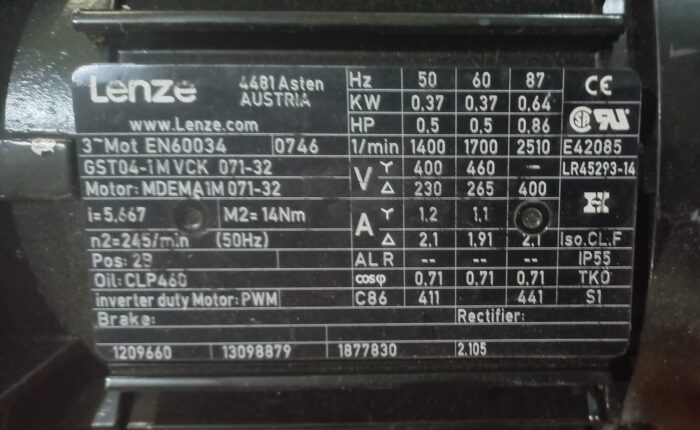 Lenze 4481 Asten AUSTRIA Hz 50 60 87 CE
www.Lenze.com KW 0,37 0,37 0,64
HP 0.5 0.5 0,86
3~Mot EN60034 0746 1/min 1400 1700 2510 E42085
GST04-1M VCK 071-32 V Y 400 460 -- LR45293-14
Motor: MDEMA1M 071-32 Δ 230 265 400
i=5,667 M2=14Nm A Y 1,2 1,1
n2=245/min (50Hz) Δ 2,1 1,91 2,1 Iso.CL.F
Pos: 2B ALR -- -- -- IP55
Oil: CLP460 cosφ 0,71 0,71 0,71 TKO
inverter duty Motor: PWM C86 411 441 S1
Brake: Rectifier:
1209660 13098879 1877830 2.105